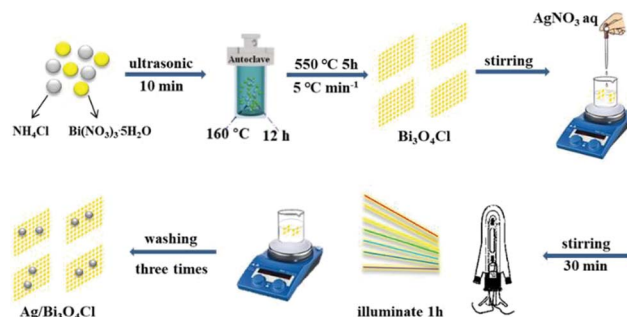 AgNO₃ aq
ultrasonic
10 min
Autoclave
550 °C 5h
5 °C min⁻¹
stirring
NH₄Cl
Bi(NO₃)₃·5H₂O
160 °C
12 h
Bi₃O₄Cl
washing
three times
stirring
30 min
Ag/Bi₃O₄Cl
illuminate 1h